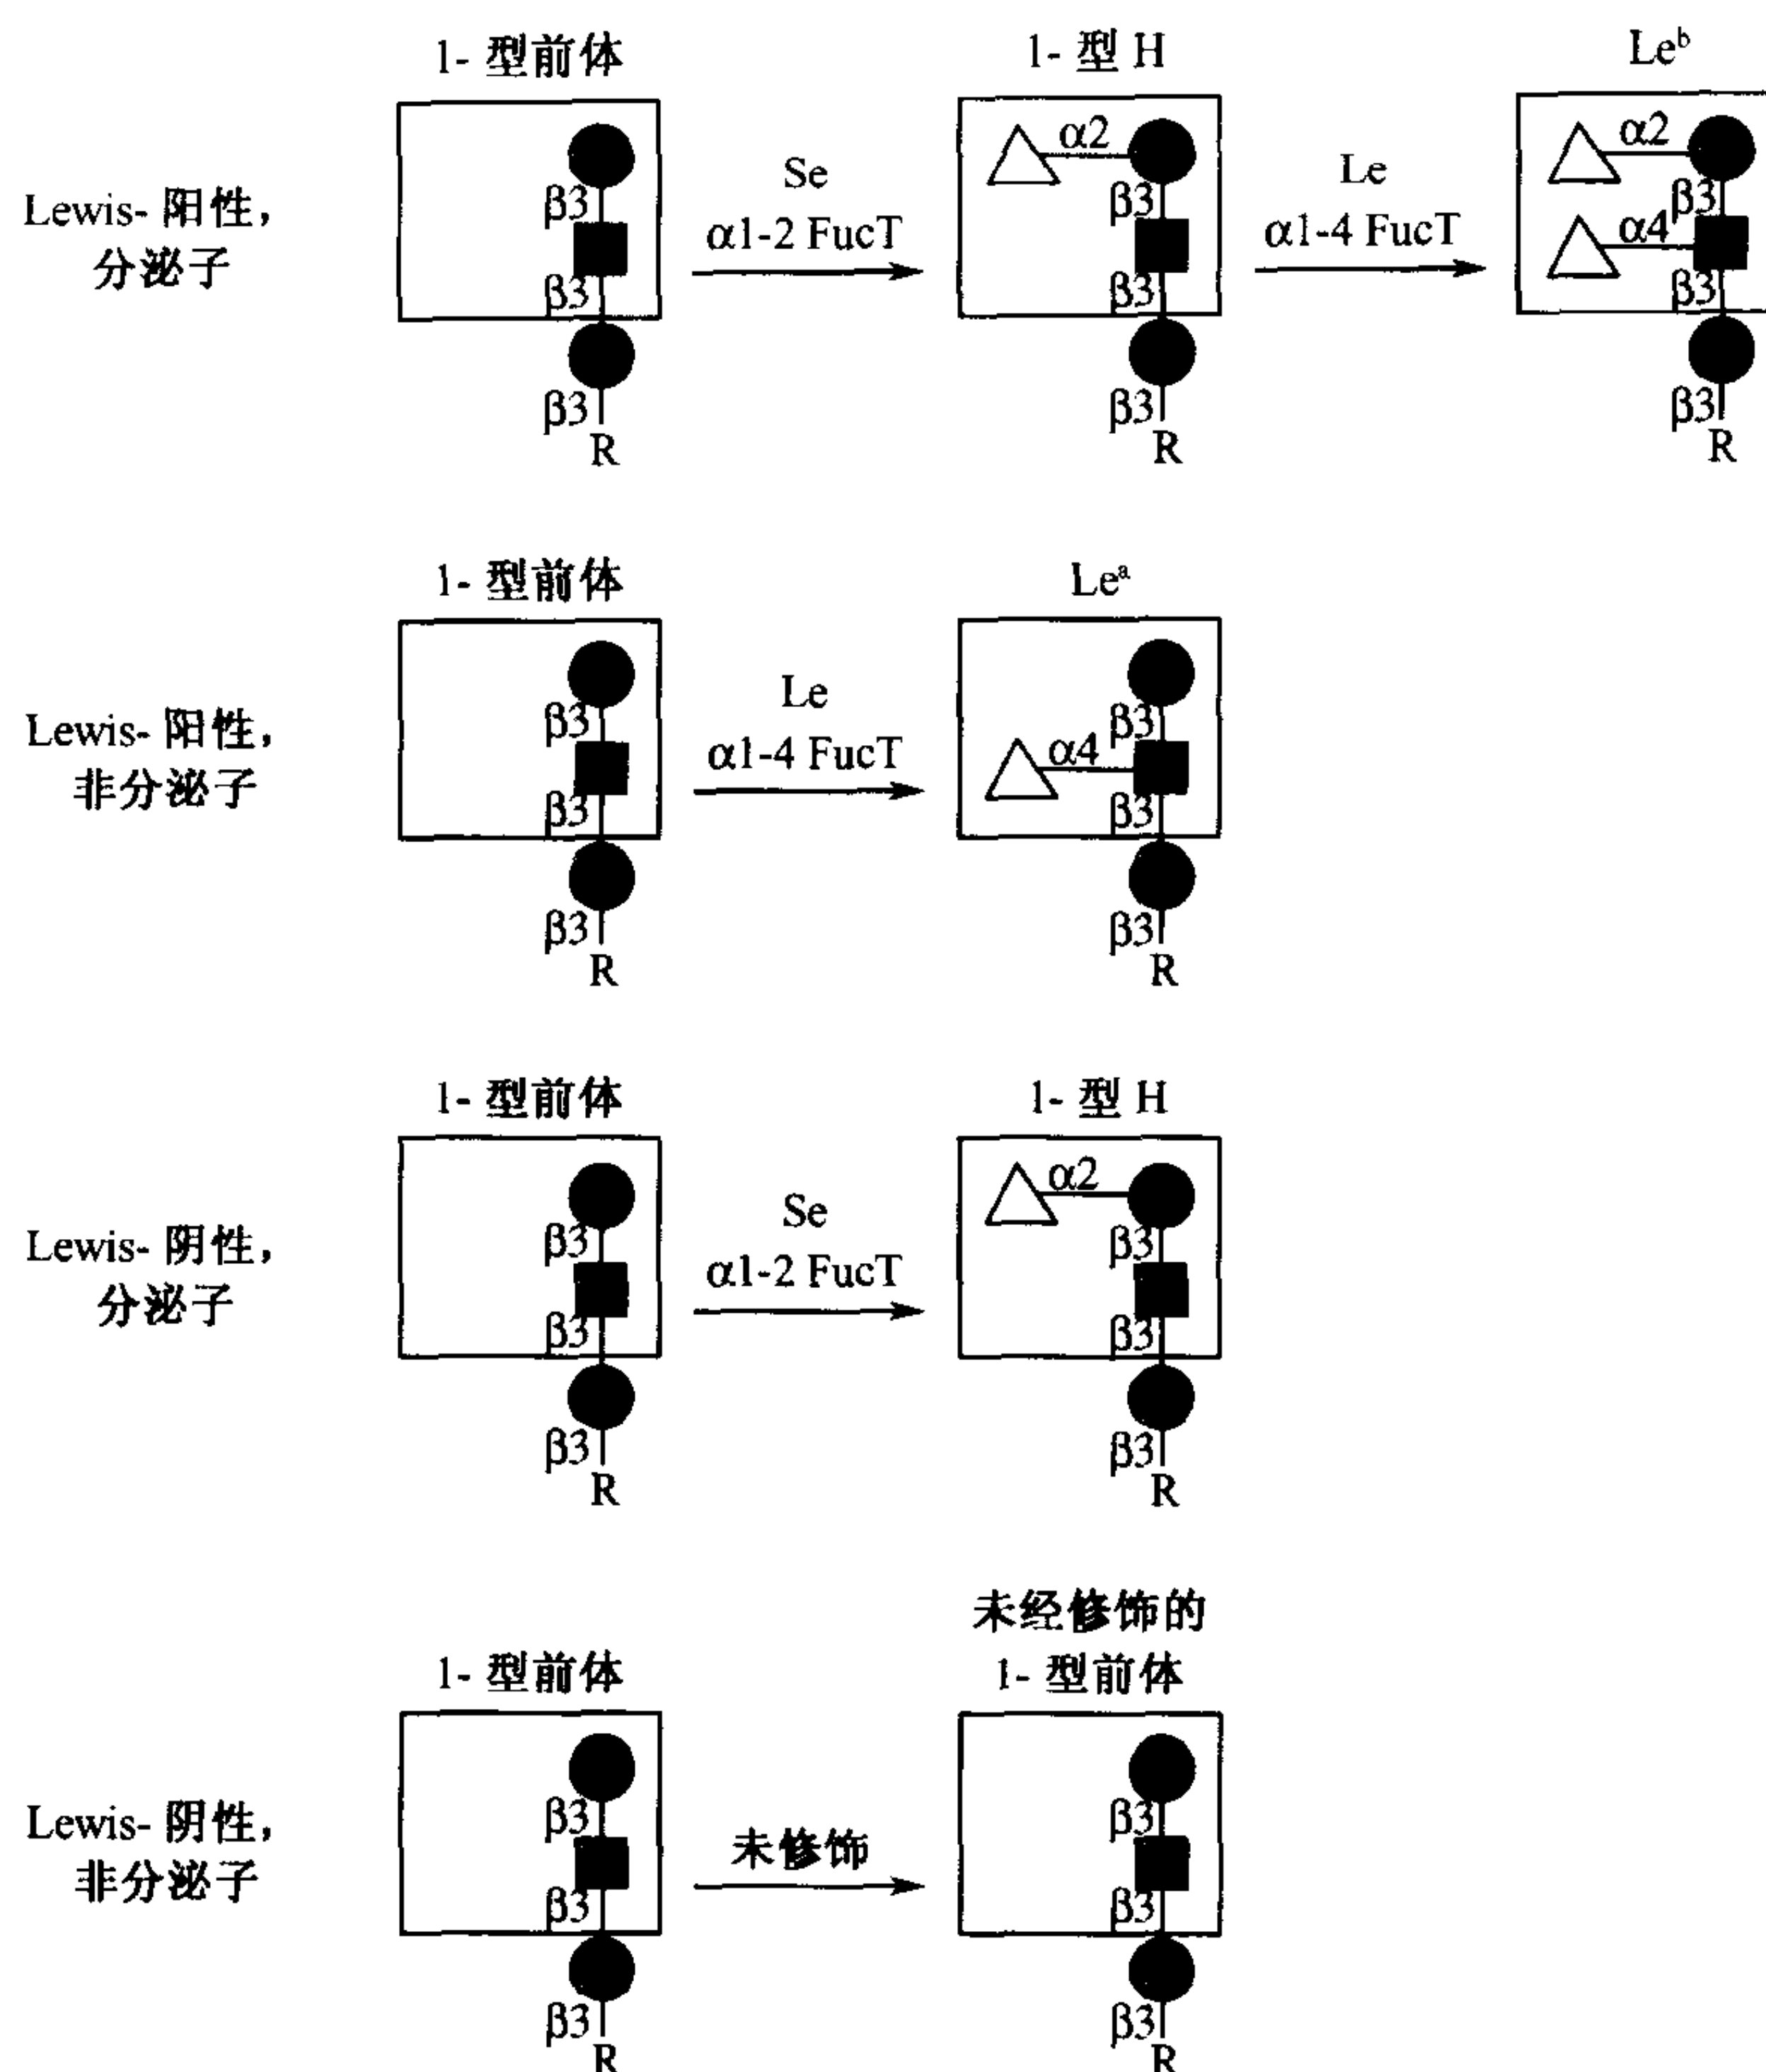 1- 型前体
1- 型 H
Leᵇ
Lewis- 阳性,
分泌子
β3
β3
β3
R
Se
α1-2 FucT
α2
β3
β3
β3
R
Le
α1-4 FucT
α2
β3
α4
β3
β3
R
1- 型前体
Leᵃ
Lewis- 阳性,
非分泌子
β3
β3
β3
R
Le
α1-4 FucT
β3
α4
β3
β3
R
1- 型前体
1- 型 H
Lewis- 阴性,
分泌子
β3
β3
β3
R
Se
α1-2 FucT
α2
β3
β3
β3
R
1- 型前体
未经修饰的
1- 型前体
Lewis- 阴性,
非分泌子
β3
β3
β3
R
未修饰
β3
β3
β3
R